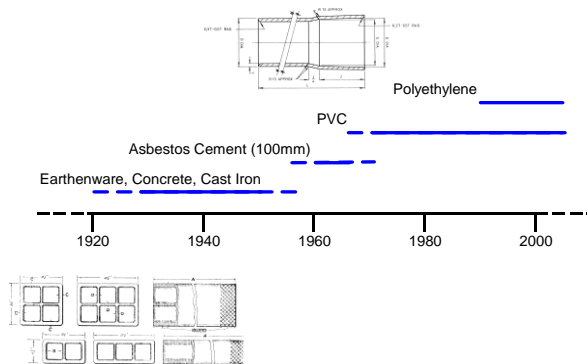 Polyethylene
PVC
Asbestos Cement (100mm)
Earthenware, Concrete, Cast Iron
1920 1940 1960 1980 2000